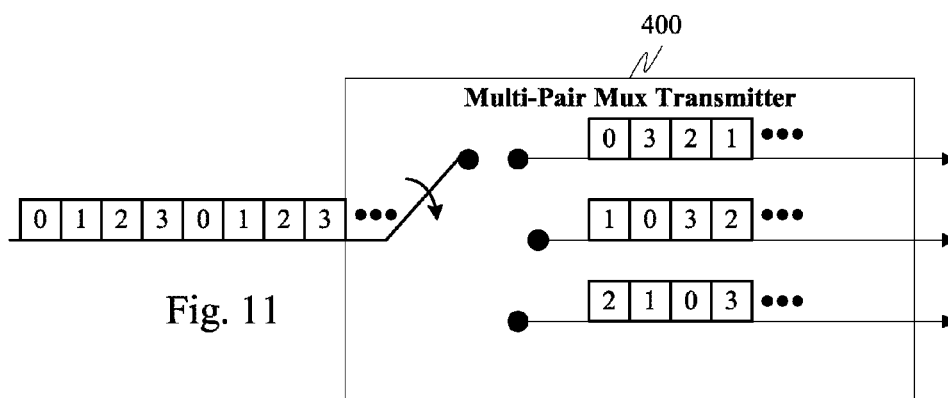 400
Multi-Pair Mux Transmitter
0 3 2 1 •••
0 1 2 3 0 1 2 3 •••
1 0 3 2 •••
2 1 0 3 •••
Fig. 11